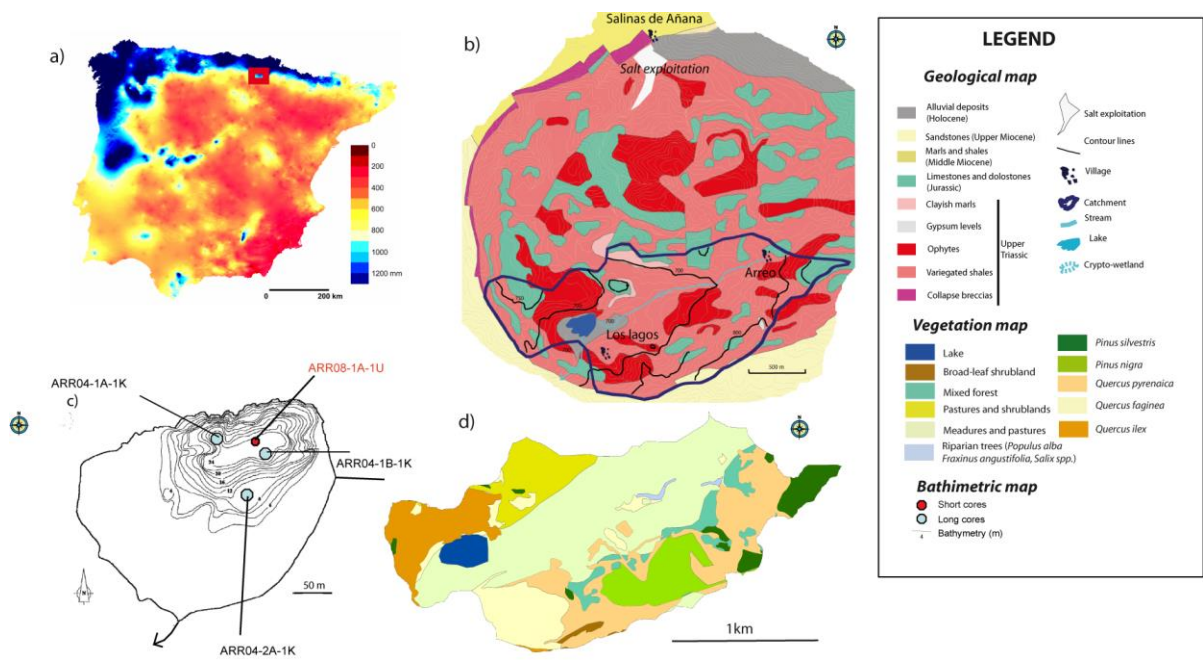 a)
0
200
400
600
800
1000
1200 mm
0 200 km
b)
Salinas de Añana
Salt exploitation
Arreo
Los lagos
700
700
750
500 m
c)
ARR04-1A-1K
ARR08-1A-1U
ARR04-1B-1K
ARR04-2A-1K
50 m
d)
1km
LEGEND
Geological map
Alluvial deposits
(Holocene)
Sandstones (Upper Miocene)
Marls and shales
(Middle Miocene)
Limestones and dolostones
(Jurassic)
Clayish marls
Gypsum levels
Ophytes
Variegated shales
Collapse breccias
Upper
Triassic
Salt exploitation
Contour lines
Village
Catchment
Stream
Lake
Crypto-wetland
Vegetation map
Lake
Broad-leaf shrubland
Mixed forest
Pastures and shrublands
Meadures and pastures
Riparian trees (Populus alba
Fraxinus angustifolia, Salix spp.)
Pinus silvestris
Pinus nigra
Quercus pyrenaica
Quercus faginea
Quercus ilex
Bathimetric map
Short cores
Long cores
4 Bathymetry (m)